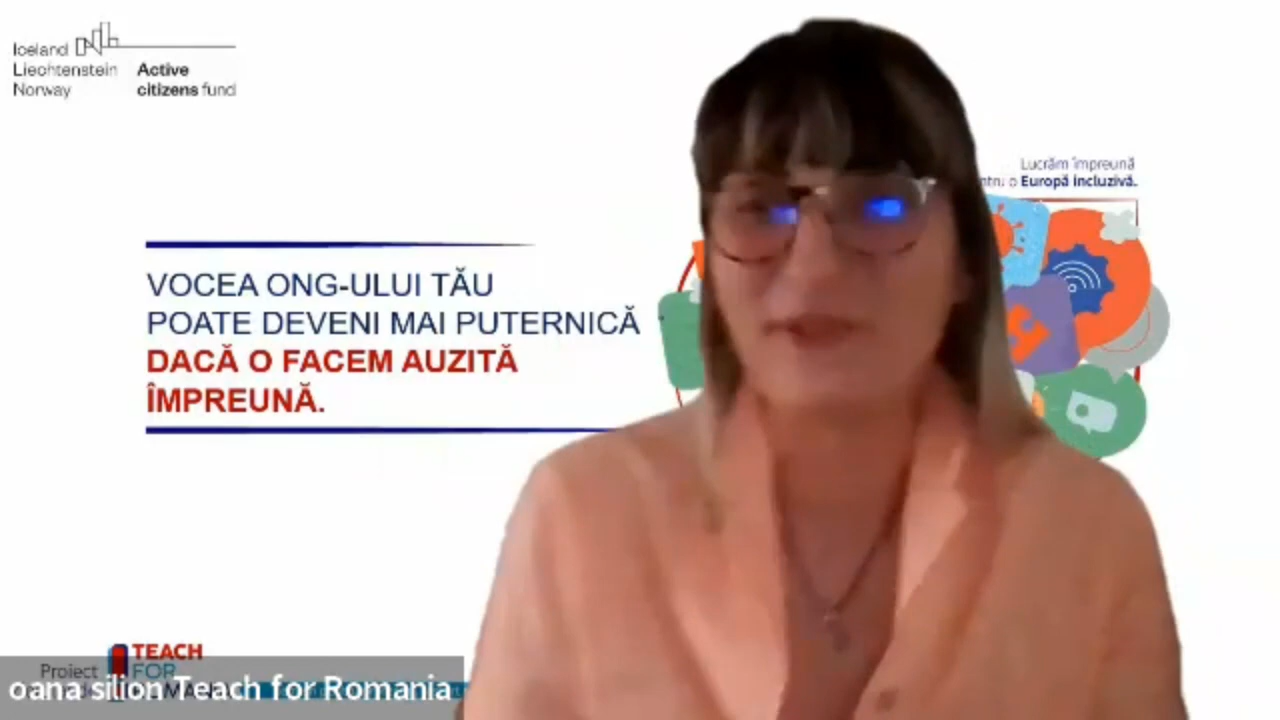 Iceland
Liechtenstein Active
Norway citizens fund
Lucrăm împreună
Europă incluzivă.
VOCEA ONG-ULUI TĂU
POATE DEVENI MAI PUTERNICĂ
DACĂ O FACEM AUZITĂ
ÎMPREUNĂ.
TEACH
Proiect FOR
oana silion Teach for Romania